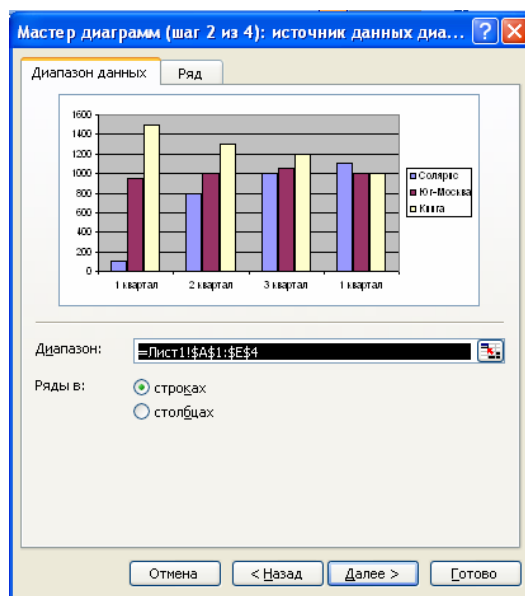 Мастер диаграмм (шаг 2 из 4): источник данных диа...
Диапазон данных
Ряд
1600
1400
1200
1000
800
600
400
200
0
1 квартал
2 квартал
3 квартал
1 квартал
Солярис
Юг-Москва
Книга
Диапазон:
=Лист1!$A$1:$E$4
Ряды в:
строках
столбцах
Отмена
< Назад
Далее >
Готово